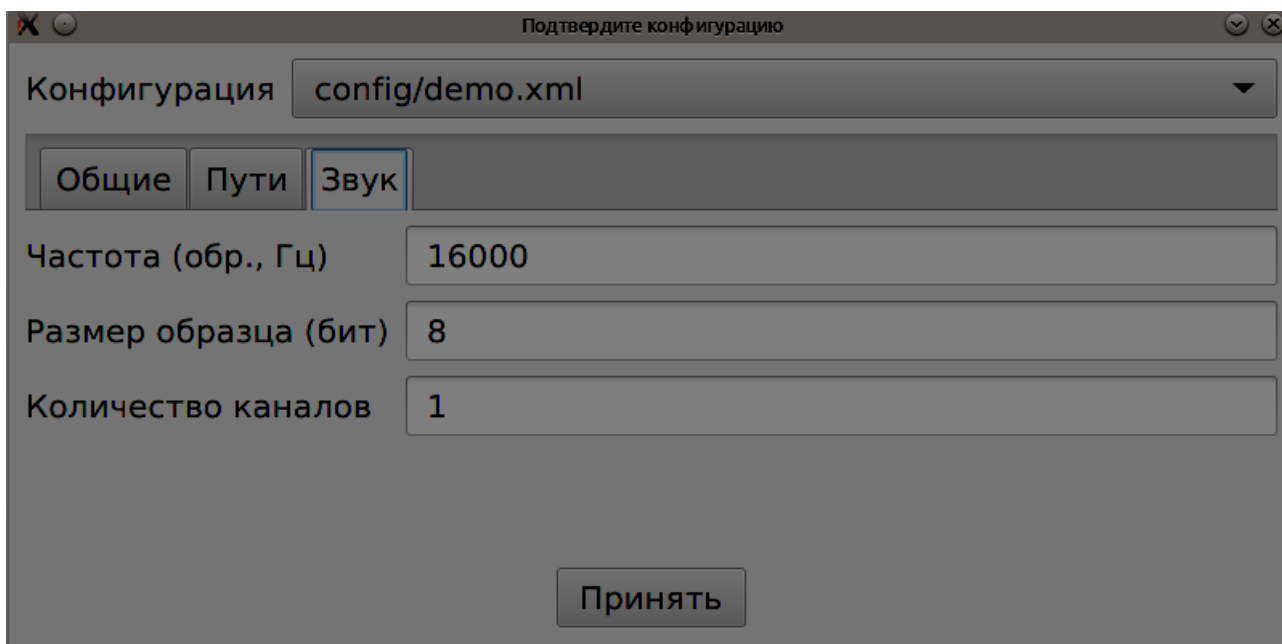 Подтвердите конфигурацию
Конфигурация config/demo.xml
Общие Пути Звук
Частота (обр., Гц) 16000
Размер образца (бит) 8
Количество каналов 1
Принять